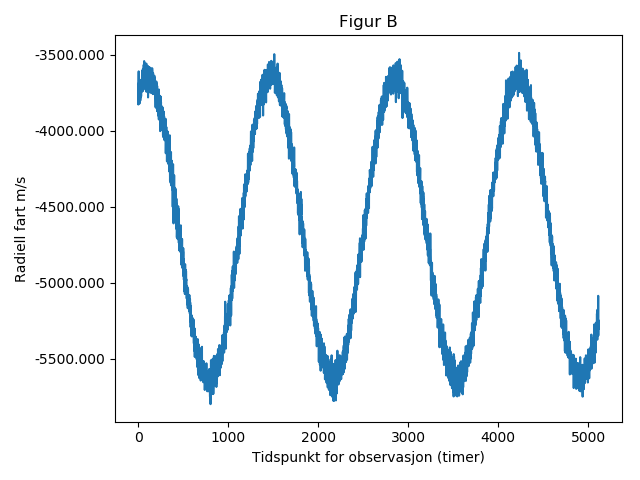 Figur B
-3500.000
-4000.000
-4500.000
-5000.000
-5500.000
Radiell fart m/s
0 1000 2000 3000 4000 5000
Tidspunkt for observasjon (timer)